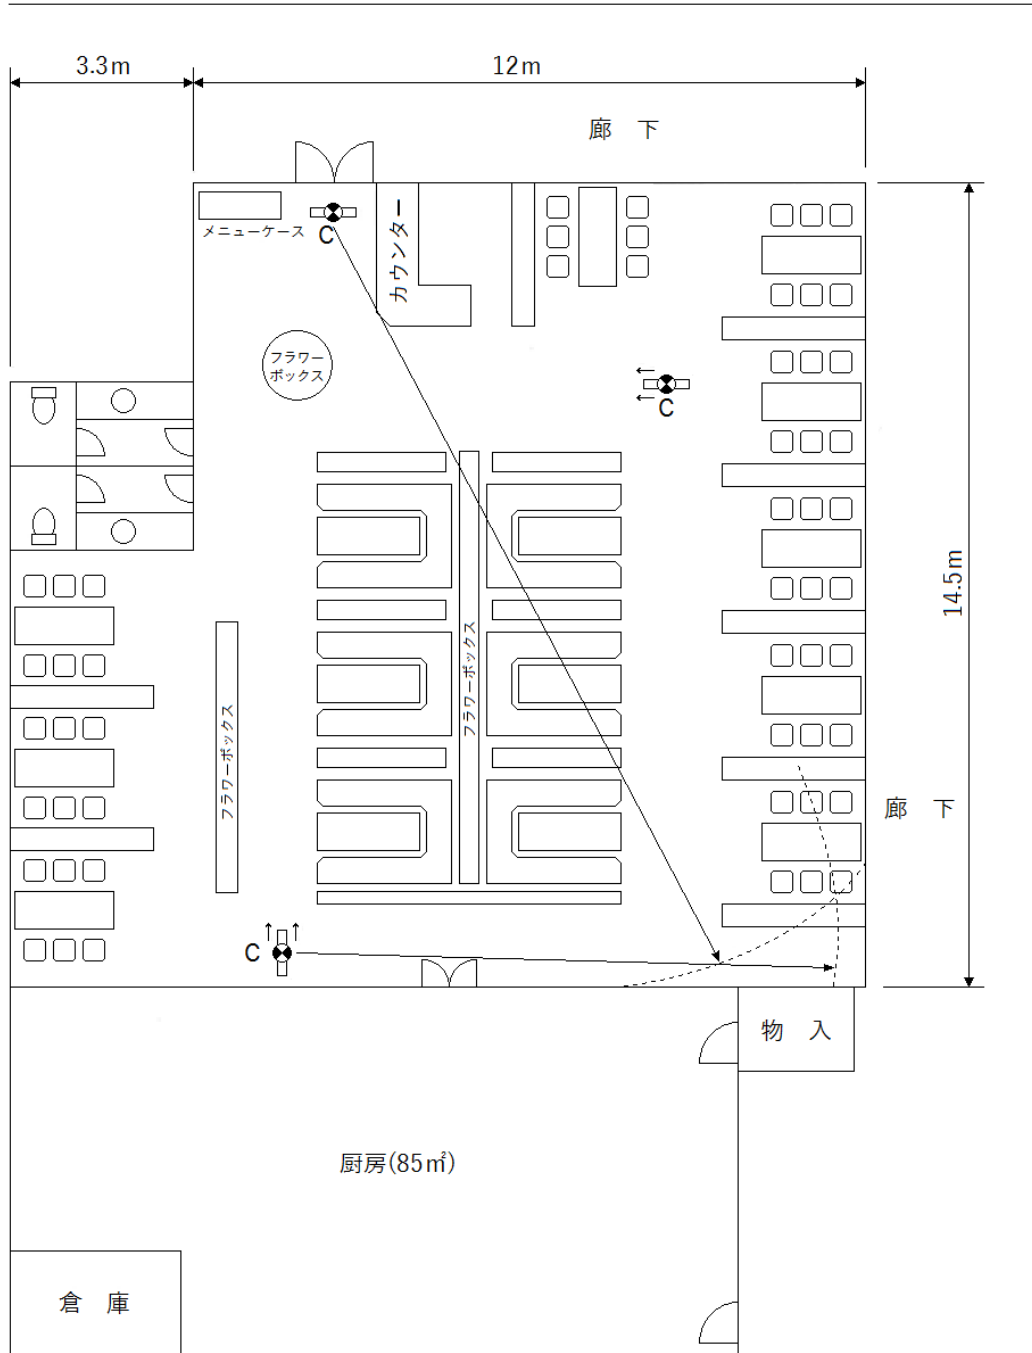 3.3m
12m
廊 下
メニューケース
C
カウンター
フラワー
ボックス
C
14.5m
フラワーボックス
フラワーボックス
廊 下
C
物 入
厨房(85㎡)
倉 庫